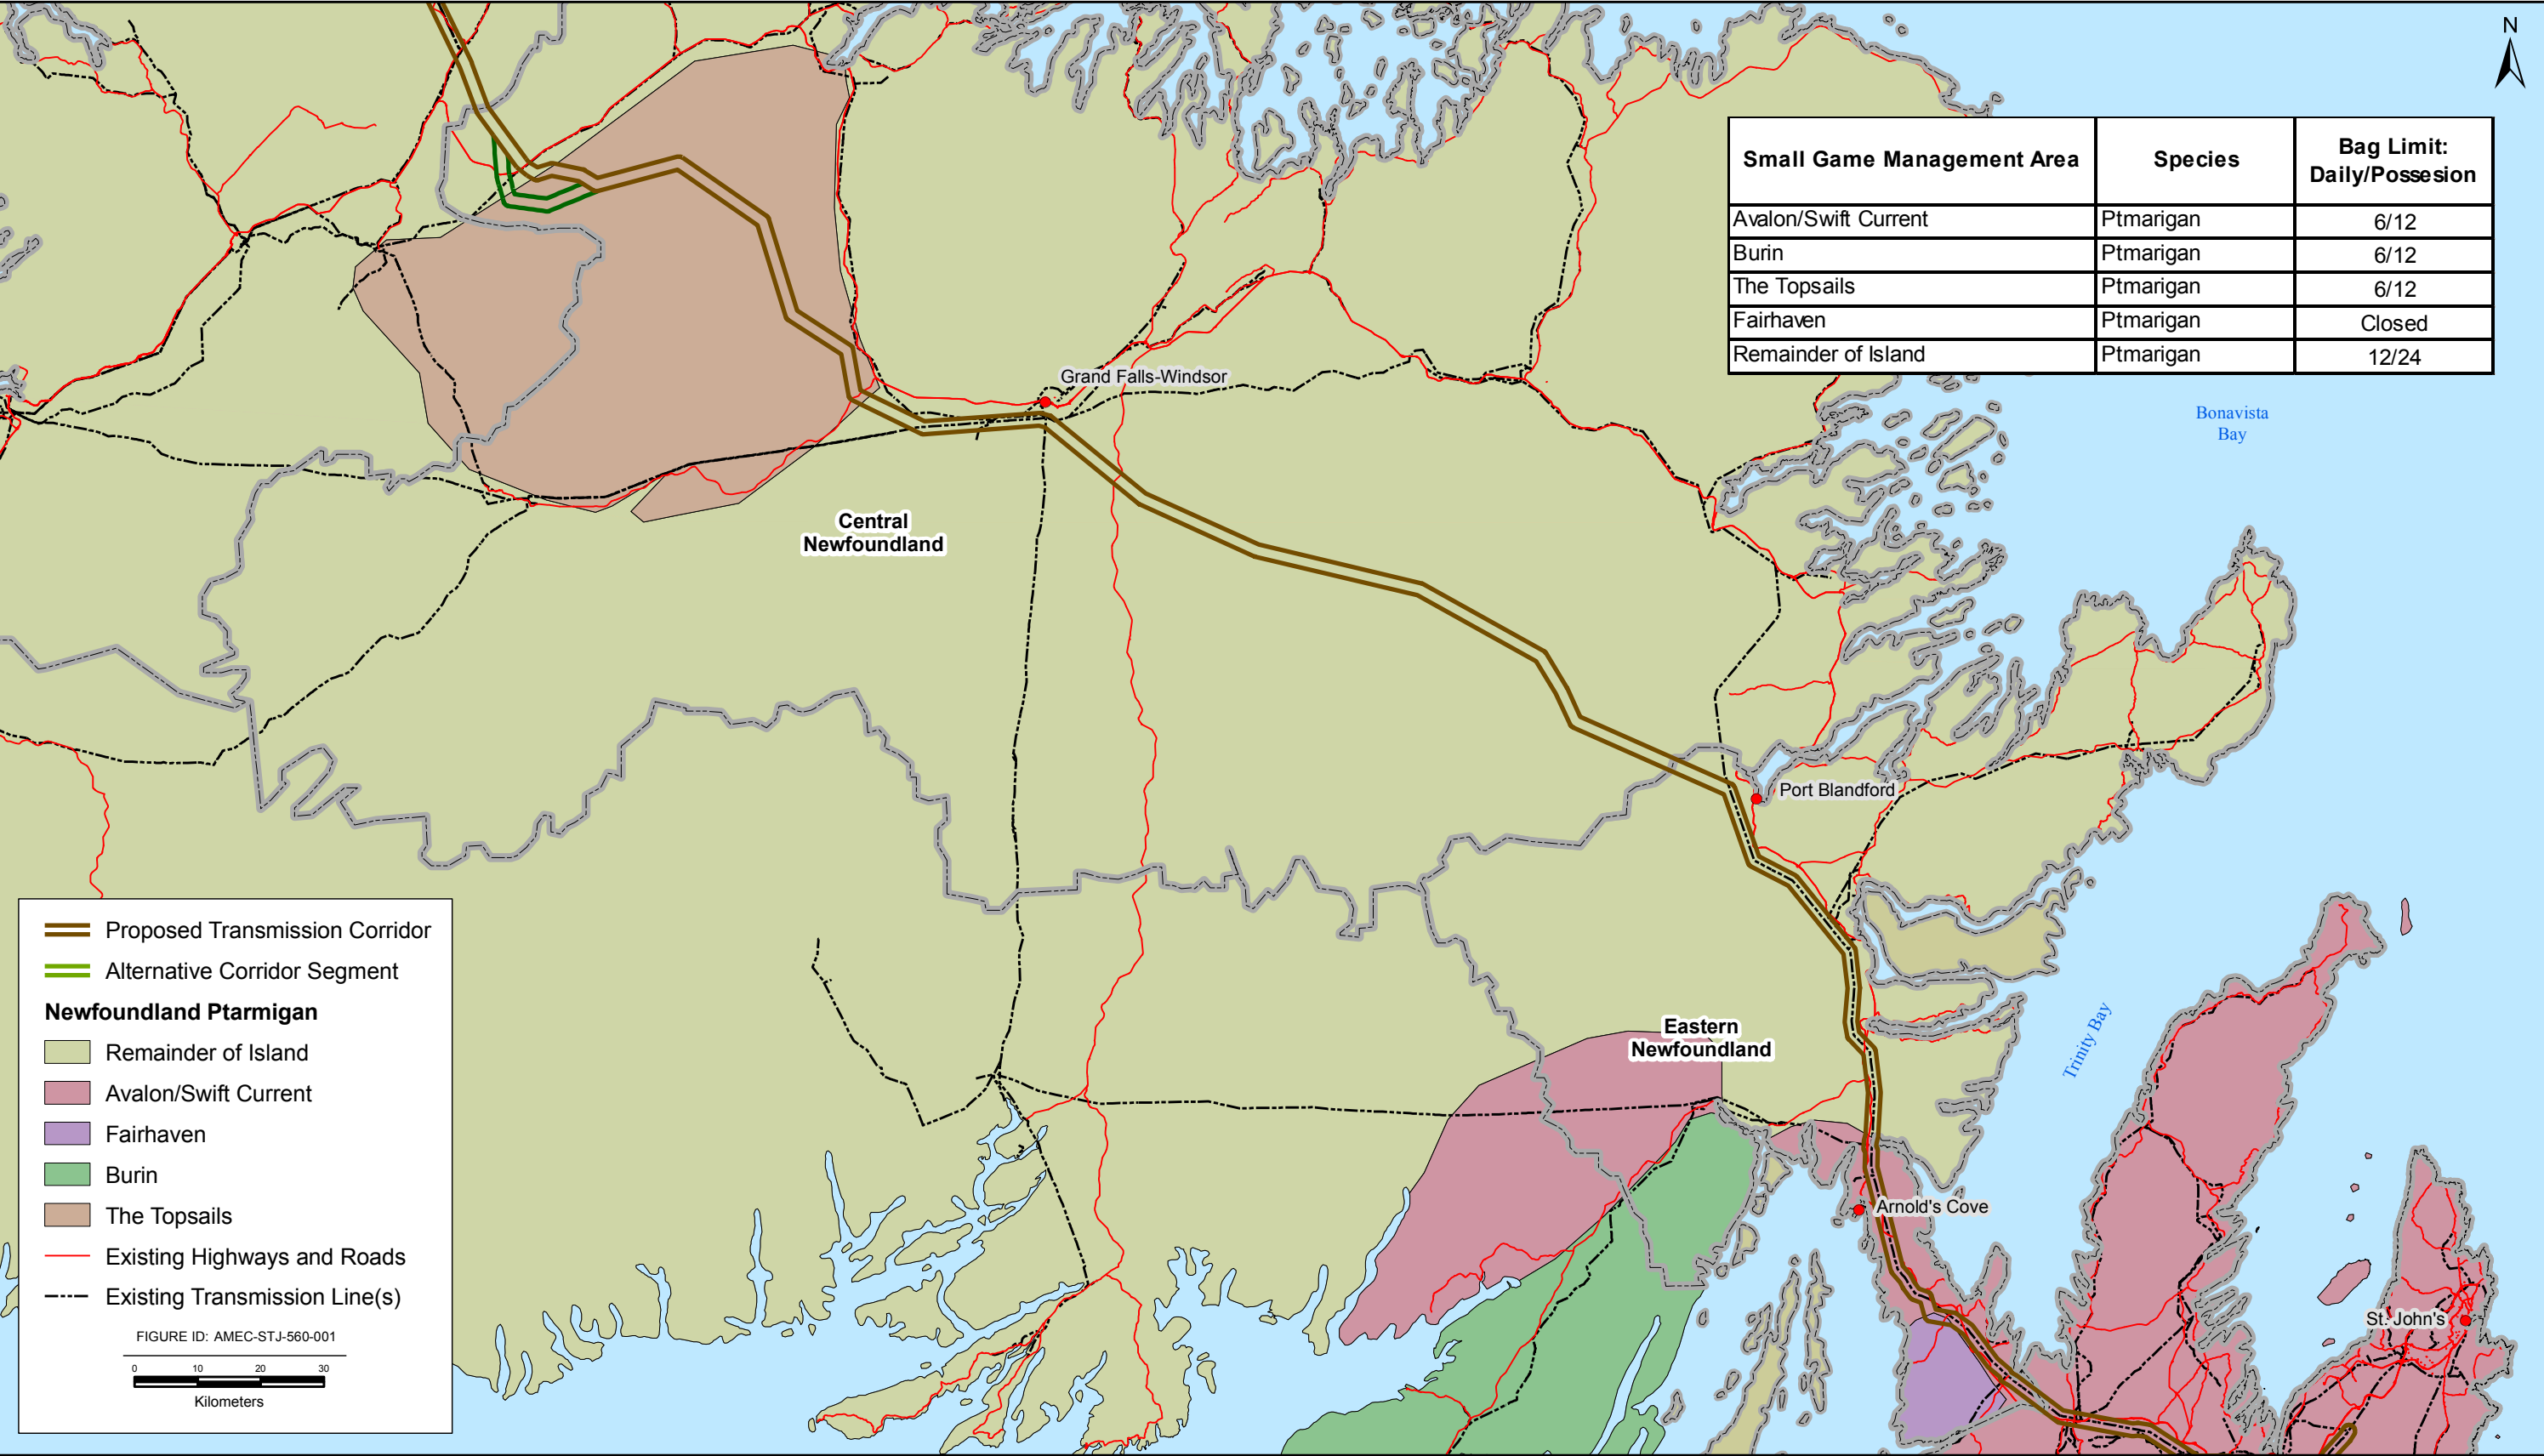 N
Small Game Management Area
Species
Bag Limit:
Daily/Possesion
Avalon/Swift Current
Ptmarigan
6/12
Burin
Ptmarigan
6/12
The Topsails
Ptmarigan
6/12
Fairhaven
Ptmarigan
Closed
Remainder of Island
Ptmarigan
12/24
Grand Falls-Windsor
Bonavista
Bay
Central
Newfoundland
Port Blandford
Eastern
Newfoundland
Trinity Bay
Arnold's Cove
St. John's
Proposed Transmission Corridor
Alternative Corridor Segment
Newfoundland Ptarmigan
Remainder of Island
Avalon/Swift Current
Fairhaven
Burin
The Topsails
Existing Highways and Roads
Existing Transmission Line(s)
FIGURE ID: AMEC-STJ-560-001
0 10 20 30
Kilometers